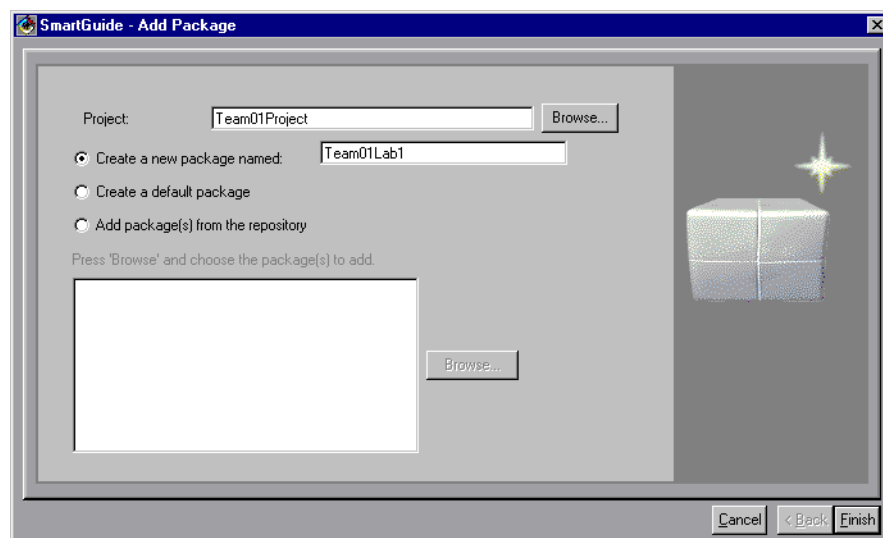 SmartGuide - Add Package
Project: Team01Project Browse...
Create a new package named: Team01Lab1
Create a default package
Add package(s) from the repository
Press 'Browse' and choose the package(s) to add.
Browse...
Cancel < Back Finish